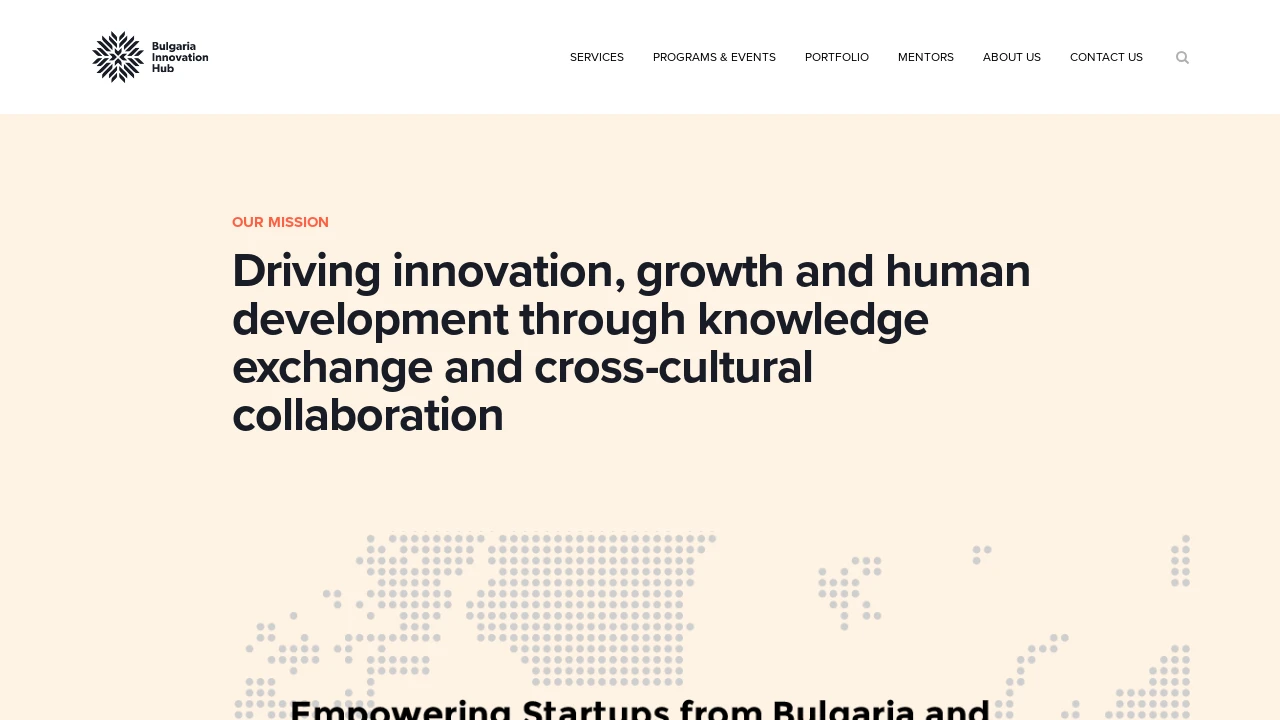 Bulgaria
Innovation
Hub
SERVICES PROGRAMS & EVENTS PORTFOLIO MENTORS ABOUT US CONTACT US
OUR MISSION
Driving innovation, growth and human
development through knowledge
exchange and cross-cultural
collaboration
Empowering Startups from Bulgaria and